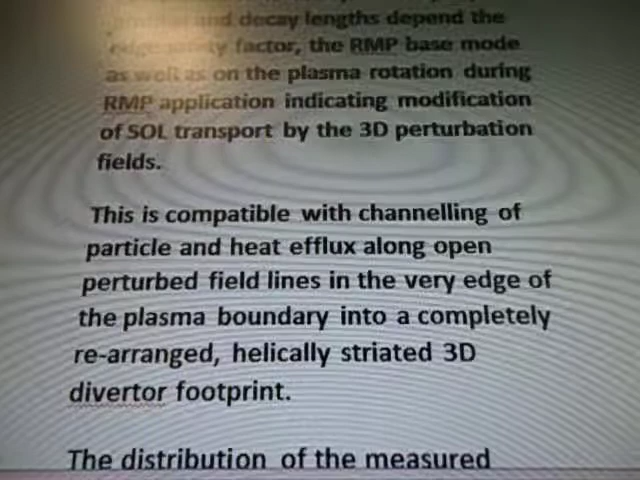 and decay lengths depend the
factor, the RMP base mode
as well as on the plasma rotation during
RMP application indicating modification
of SOL transport by the 3D perturbation
fields.
This is compatible with channelling of
particle and heat efflux along open
perturbed field lines in the very edge of
the plasma boundary into a completely
re-arranged, helically striated 3D
divertor footprint.
The distribution of the measured